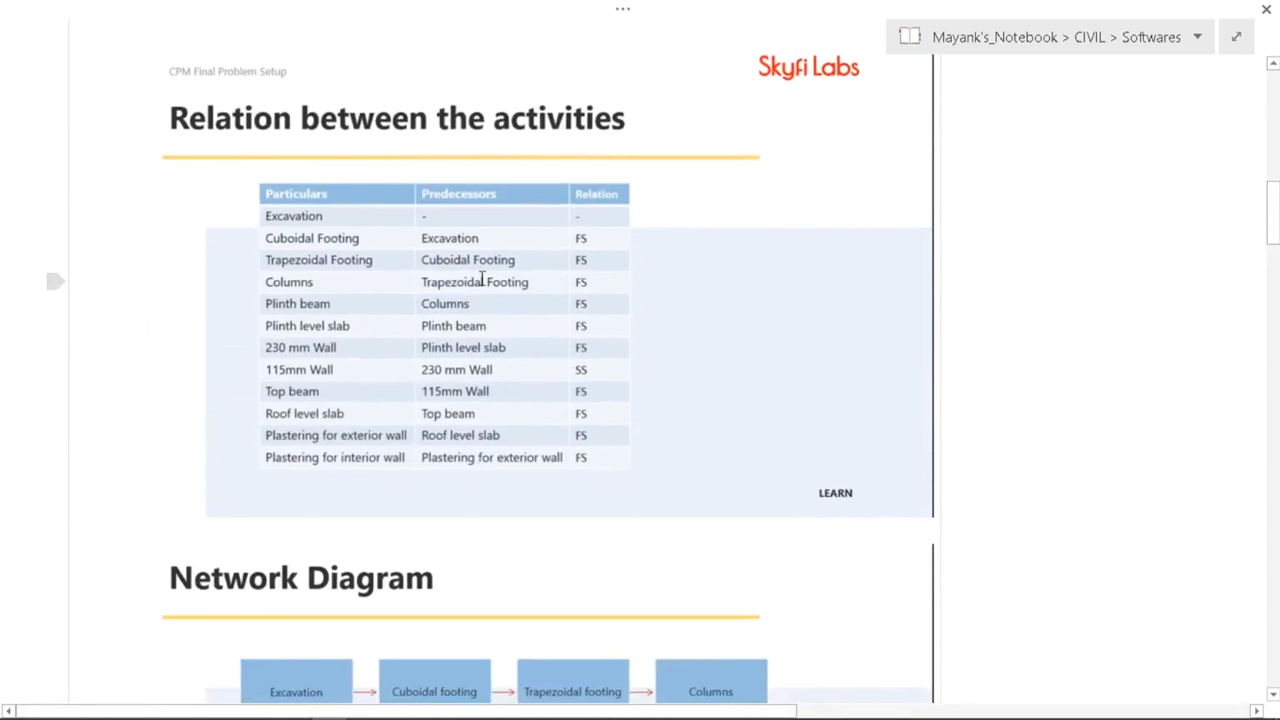 Mayank's_Notebook > CIVIL > Softwares
CPM Final Problem Setup
Skyfi Labs
Relation between the activities
Particulars Predecessors Relation
Excavation - -
Cuboidal Footing Excavation FS
Trapezoidal Footing Cuboidal Footing FS
Columns Trapezoidal Footing FS
Plinth beam Columns FS
Plinth level slab Plinth beam FS
230 mm Wall Plinth level slab FS
115mm Wall 230 mm Wall SS
Top beam 115mm Wall FS
Roof level slab Top beam FS
Plastering for exterior wall Roof level slab FS
Plastering for interior wall Plastering for exterior wall FS
LEARN
Network Diagram
Excavation Cuboidal footing Trapezoidal footing Columns